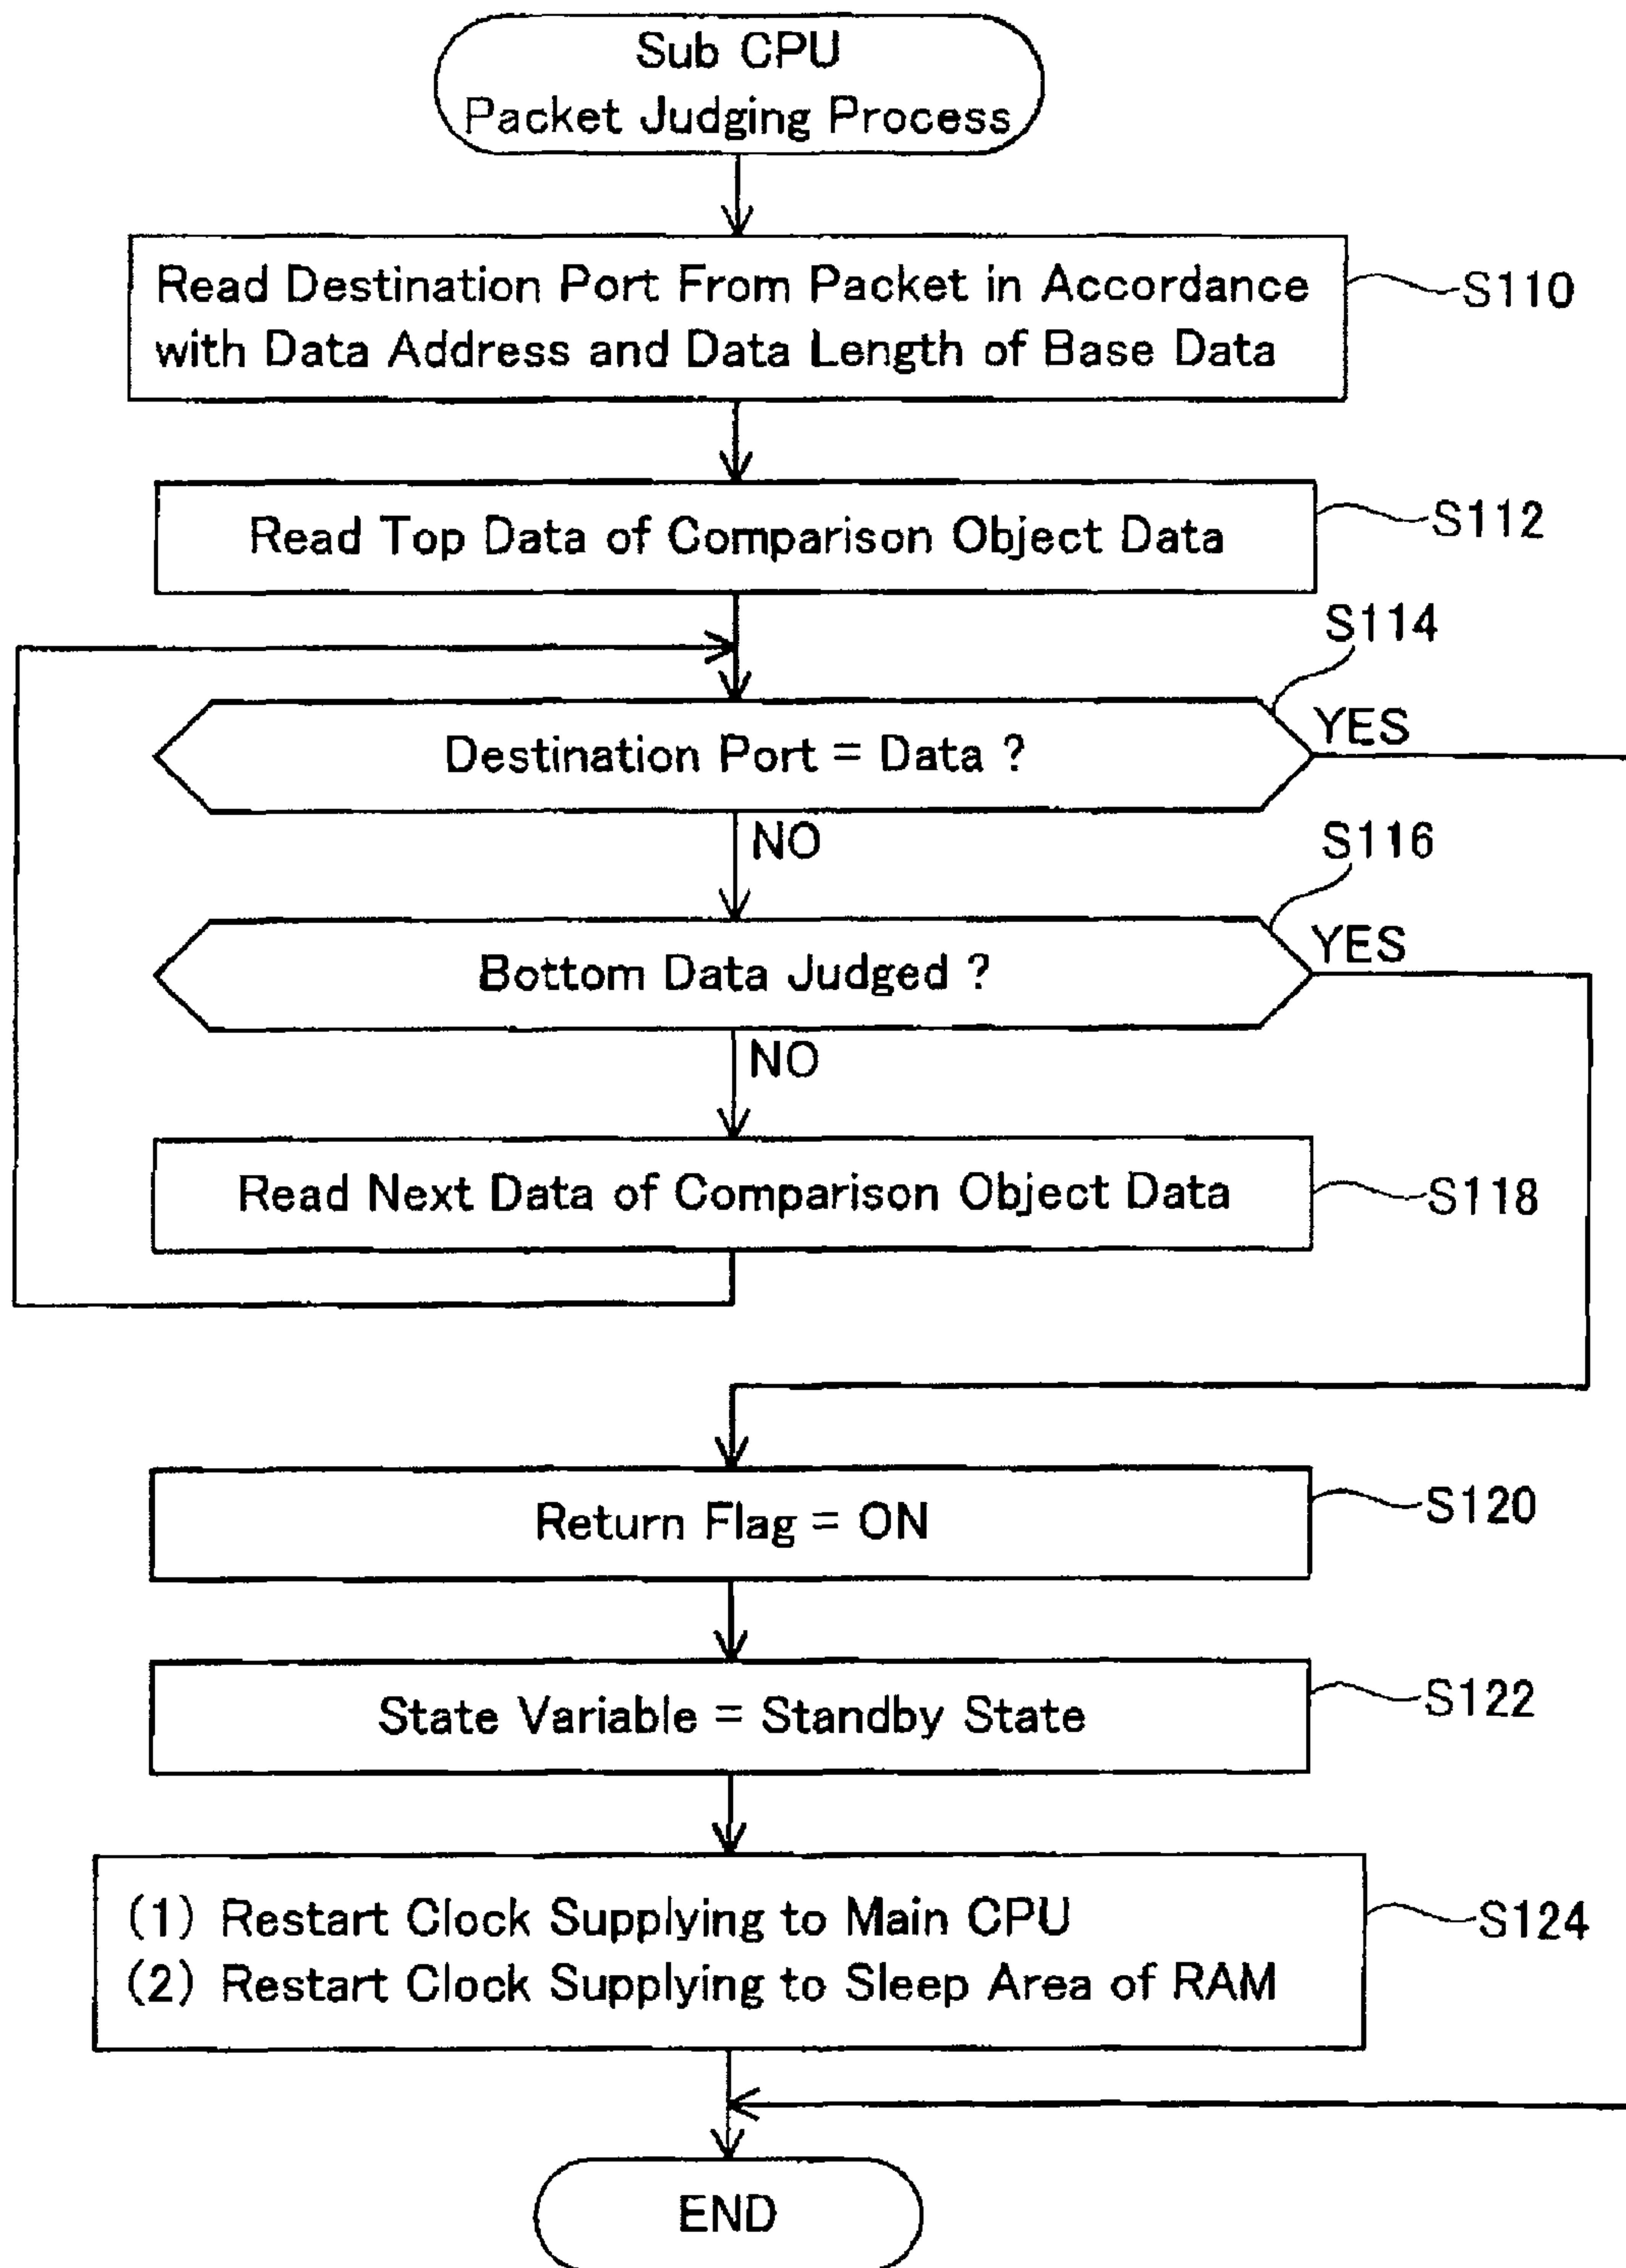 Sub CPU
Packet Judging Process
Read Destination Port From Packet in Accordance
with Data Address and Data Length of Base Data
S110
Read Top Data of Comparison Object Data
S112
S114
Destination Port = Data ?
YES
NO
S116
Bottom Data Judged ?
YES
NO
Read Next Data of Comparison Object Data
S118
Return Flag = ON
S120
State Variable = Standby State
S122
(1) Restart Clock Supplying to Main CPU
(2) Restart Clock Supplying to Sleep Area of RAM
S124
END